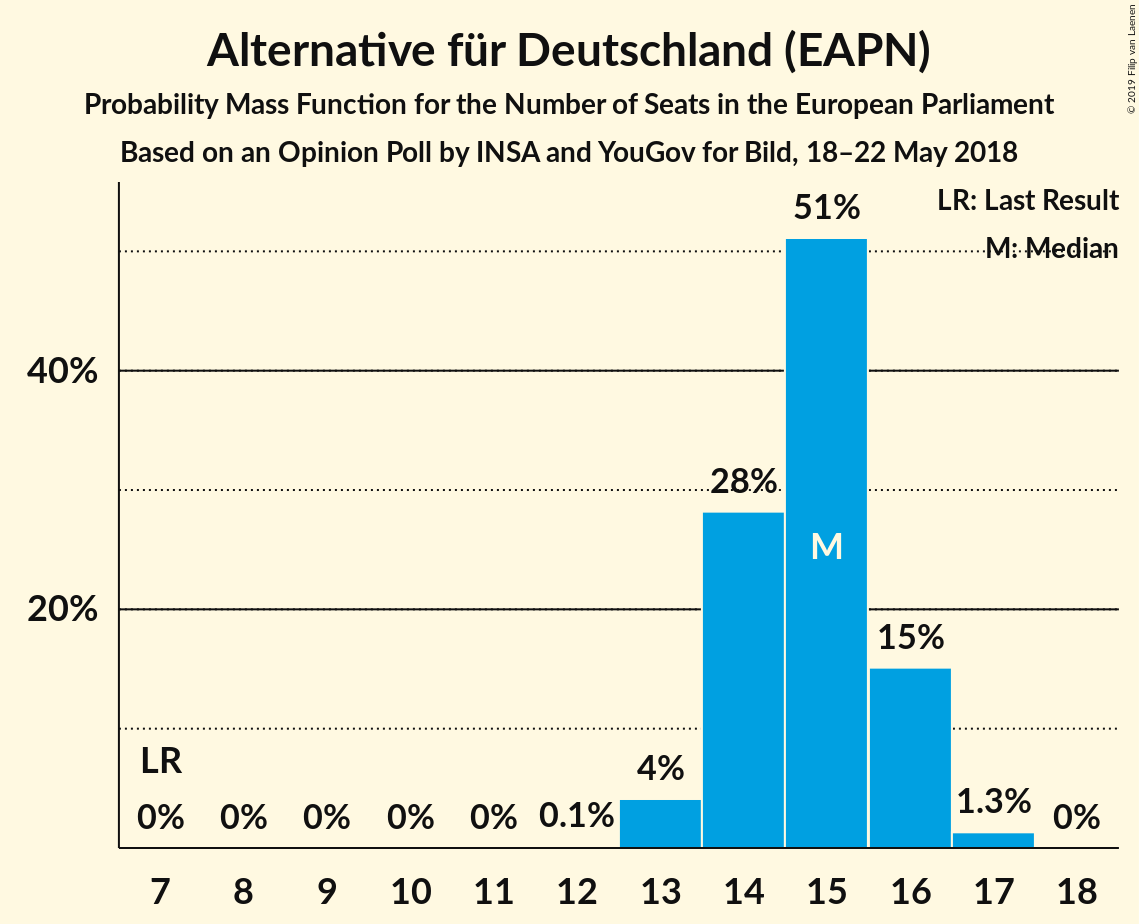 Alternative für Deutschland (EAPN)
Probability Mass Function for the Number of Seats in the European Parliament
Based on an Opinion Poll by INSA and YouGov for Bild, 18–22 May 2018
© 2019 Filip van Laenen
LR: Last Result
M: Median
51%
40%
28%
M
20%
15%
LR
4%
0% 0% 0% 0% 0% 0.1% 1.3% 0%
7 8 9 10 11 12 13 14 15 16 17 18